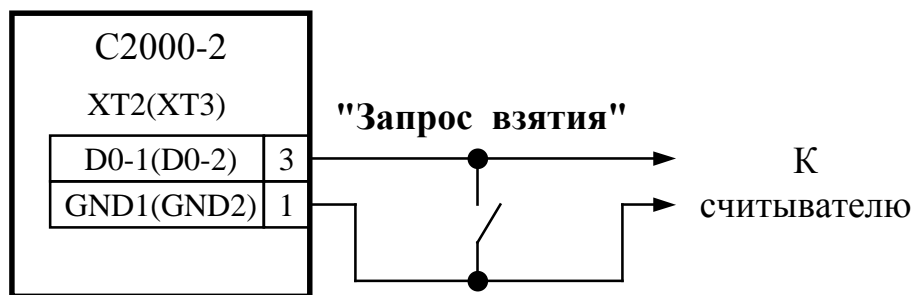 С2000-2
XT2(XT3)
"Запрос взятия"
D0-1(D0-2) 3
GND1(GND2) 1
К
считывателю